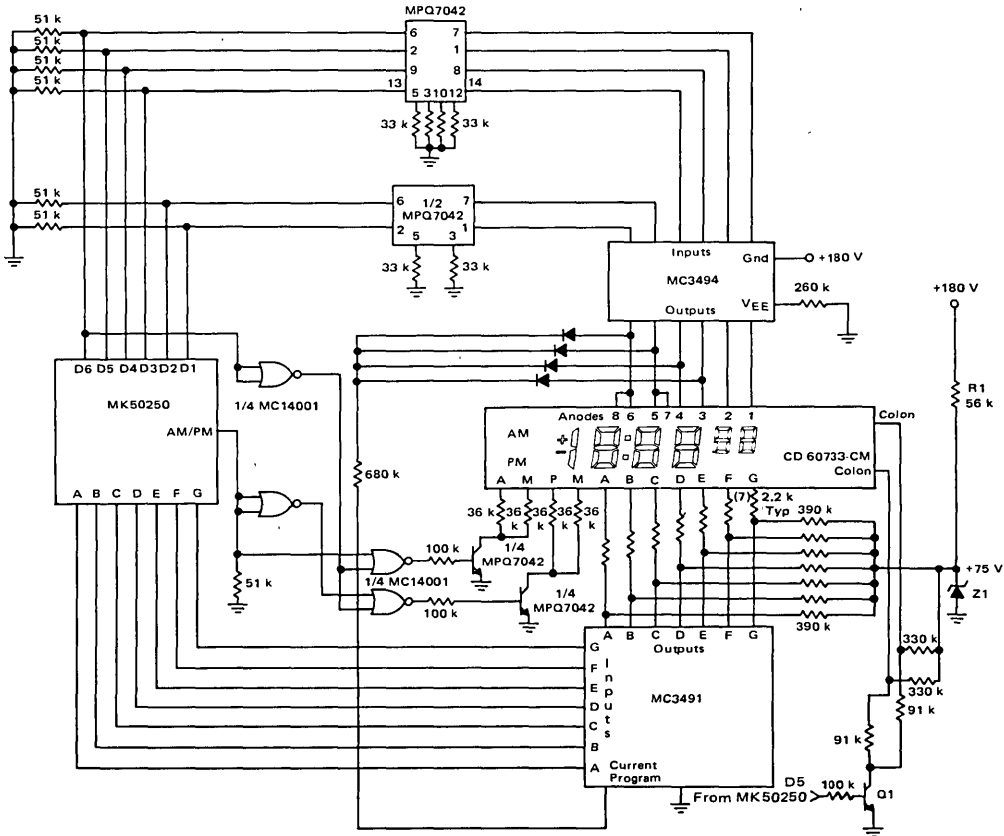 MPQ7042
51 k
51 k
51 k
51 k
6 7
2 1
9 8
13 14
5 3 10 12
33 k 33 k
51 k
51 k
6 1/2 7
MPQ7042
2 1
5 3
33 k 33 k
Inputs
Gnd
+180 V
MC3494
260 k
VEE
Outputs
+180 V
D6 D5 D4 D3 D2 D1
MK50250
AM/PM
A B C D E F G
1/4 MC14001
680 k
R1
56 k
Anodes 8 6 5 7 4 3 2 1
Colon
AM
+
-
PM
CD 60733-CM
Colon
A M P M A B C D E F G
36 k
36 k
36 k
36 k
(7) 2.2 k
Typ
390 k
100 k
1/4
MPQ7042
51 k
1/4 MC14001
100 k
1/4
MPQ7042
390 k
+75 V
Z1
A B C D E F G
Outputs
G
F
E
D
C
B
A
Inputs
MC3491
Current
Program
330 k
330 k
91 k
91 k
D5
From MK50250
100 k
Q1